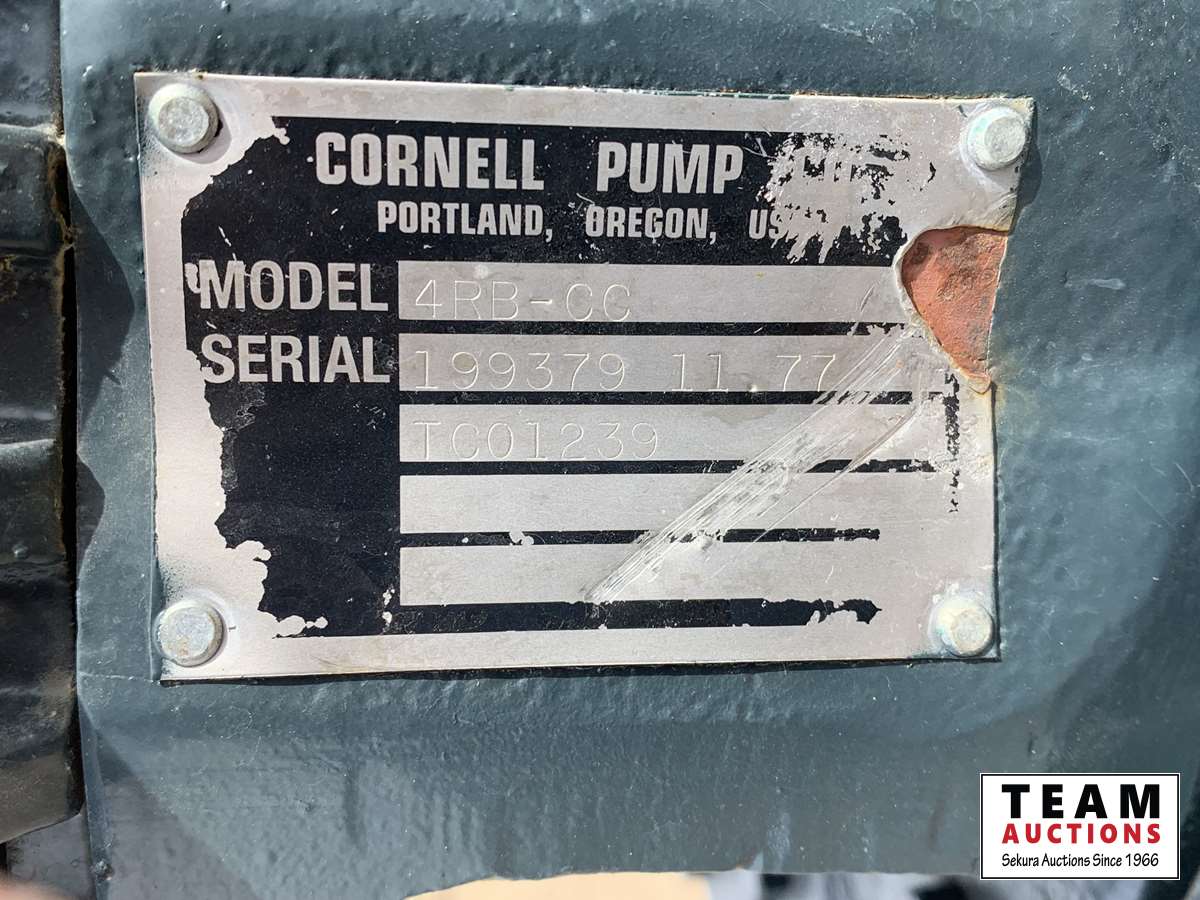 CORNELL PUMP
PORTLAND, OREGON, US
MODEL 4RB-CC
SERIAL 199379 11 77
TC01239
TEAM
AUCTIONS
Sekura Auctions Since 1966